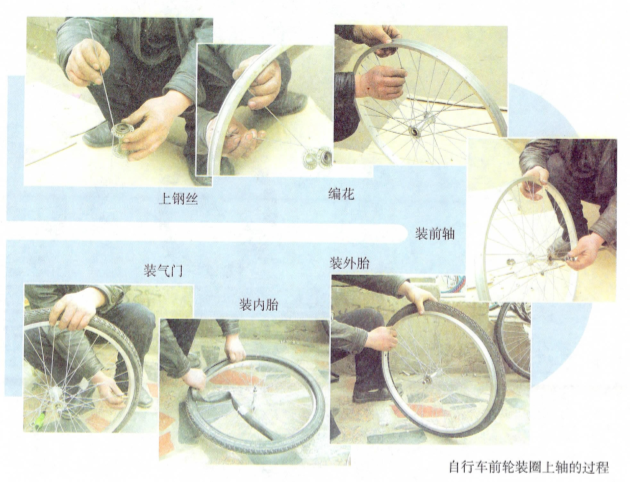 上钢丝
编花
装前轴
装外胎
装气门
装内胎
自行车前轮装圈上轴的过程